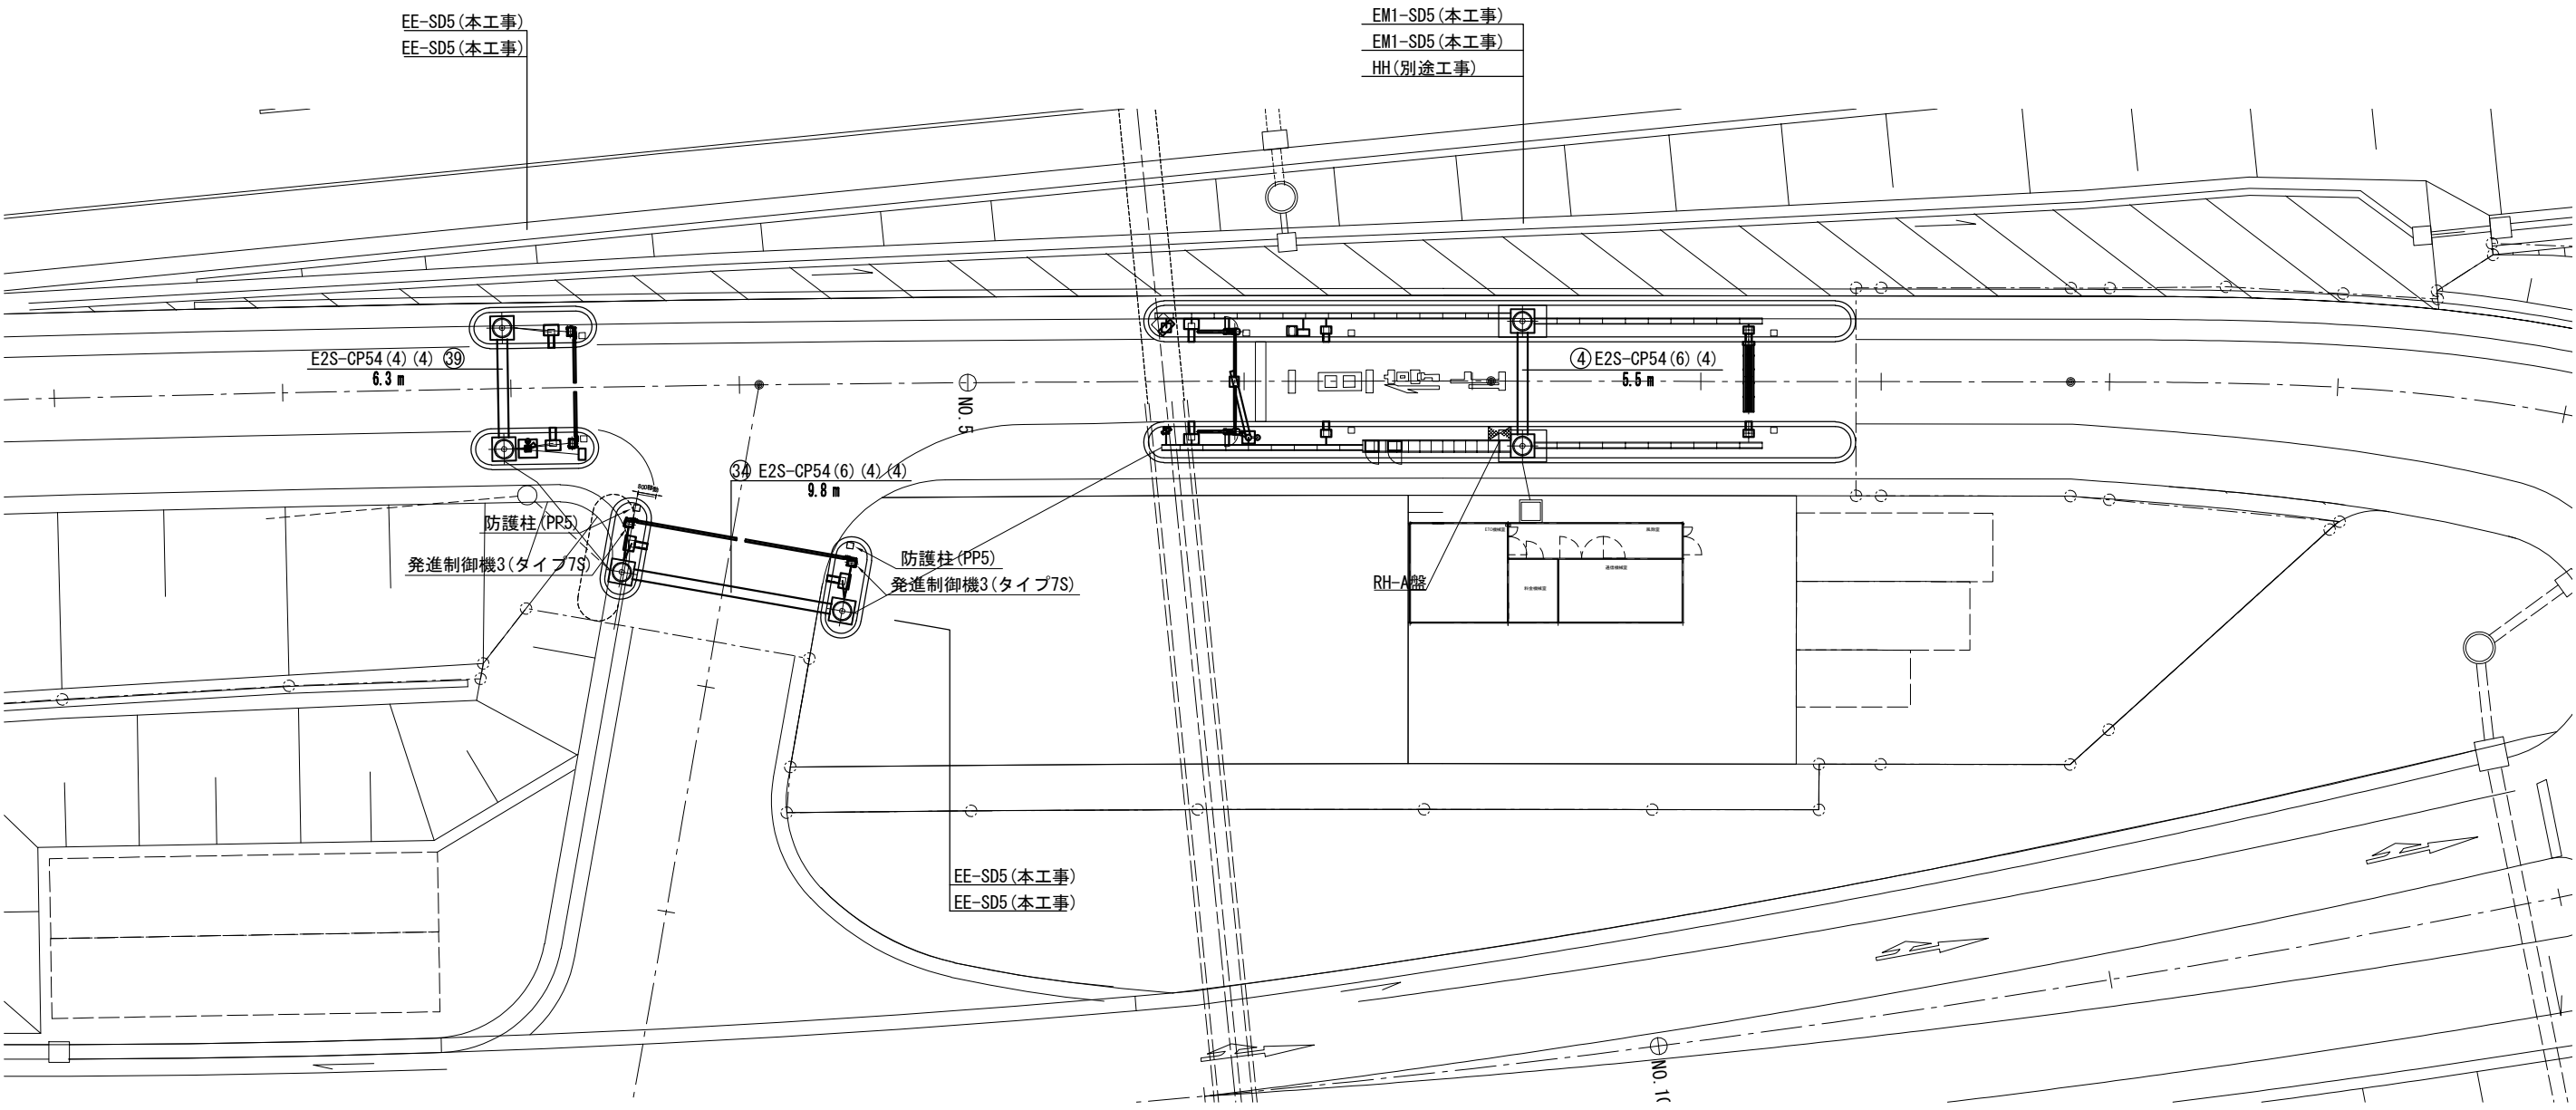 EE-SD5(本工事)
EE-SD5(本工事)
EM1-SD5(本工事)
EM1-SD5(本工事)
HH(別途工事)
E2S-CP54(4)(4) ㊴
6.3 m
④E2S-CP54(6)(4)
5.5 m
NO.5
㉞ E2S-CP54(6)(4)(4)
9.8 m
防護柱(PP5)
発進制御機3(タイプ7S)
防護柱(PP5)
発進制御機3(タイプ7S)
RH-A盤
EE-SD5(本工事)
EE-SD5(本工事)